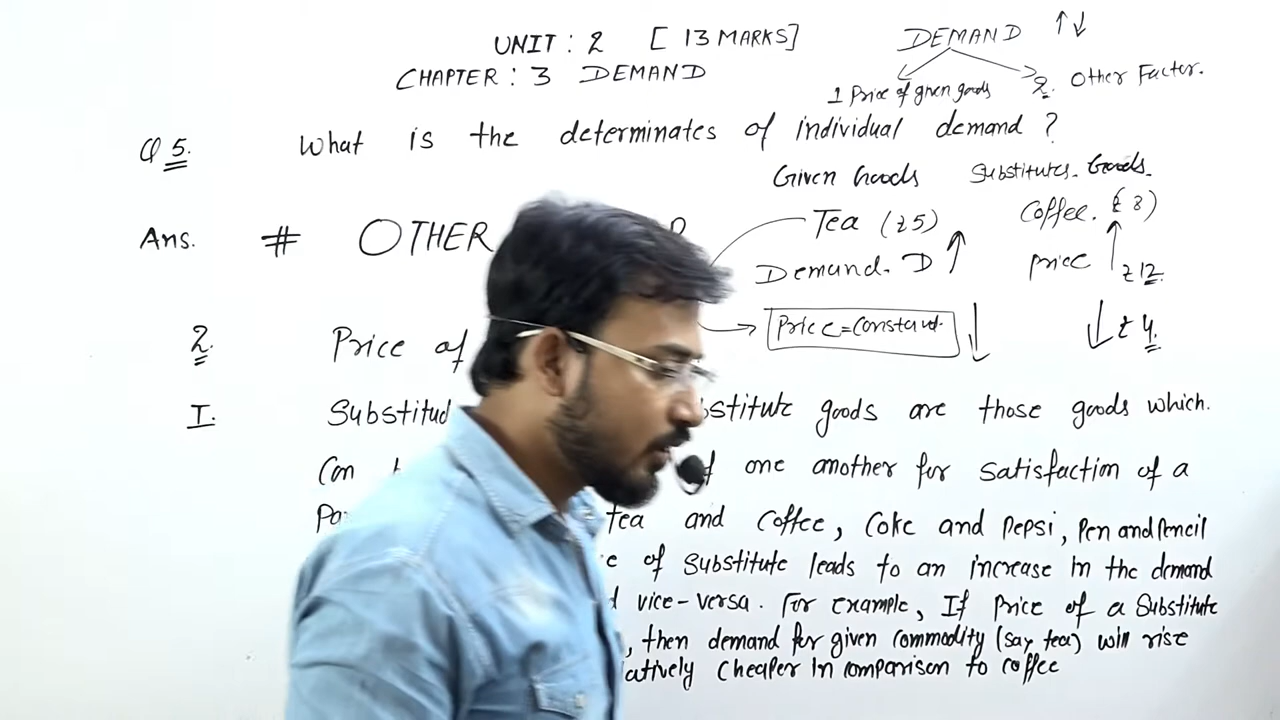 UNIT : 2 [ 13 MARKS]
CHAPTER : 3 DEMAND
DEMAND ↑↓
1 Price of given goods
2. Other Factor.
Q 5. What is the determinates of individual demand ?
Given Goods
Substitutes Goods
Ans. # OTHER
Tea (₹5)
Coffee. (₹ 8)
Demand. D ↑
Price ↑ ₹12
Price = Constant. ↓
↓ ₹ 4.
2. Price of
I. Substitud stitute goods are those goods which.
Can of one another for satisfaction of a
tea and Coffee, Coke and Pepsi, Pen and Pencil
e of Substitute leads to an increase in the demand
d vice-versa. For example, If Price of a Substitute
, then demand for given commodity (say tea) will rise
atively Cheaper in comparison to coffee